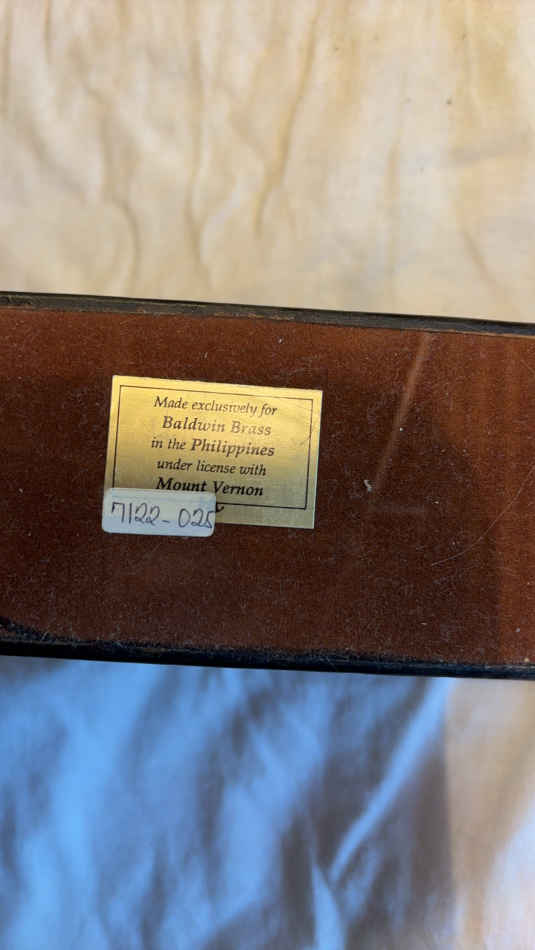 Made exclusively for
Baldwin Brass
in the Philippines
under license with
Mount Vernon
7122-025